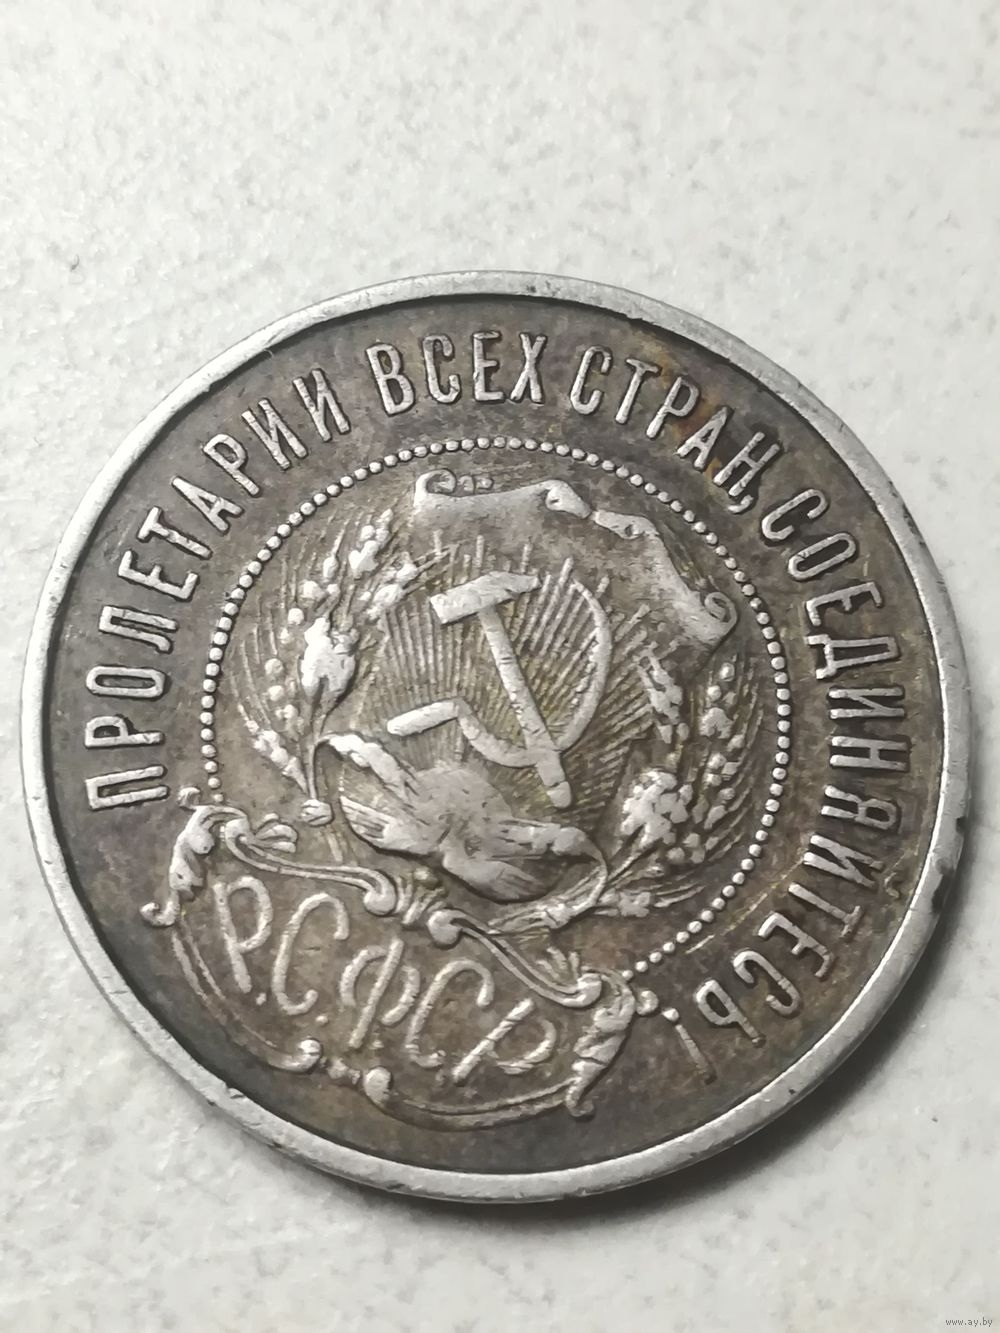 ПРОЛЕТАРИИ ВСЕХ СТРАН, СОЕДИНЯЙТЕСЬ!
Р.С.Ф.С.Р.
www.ay.by